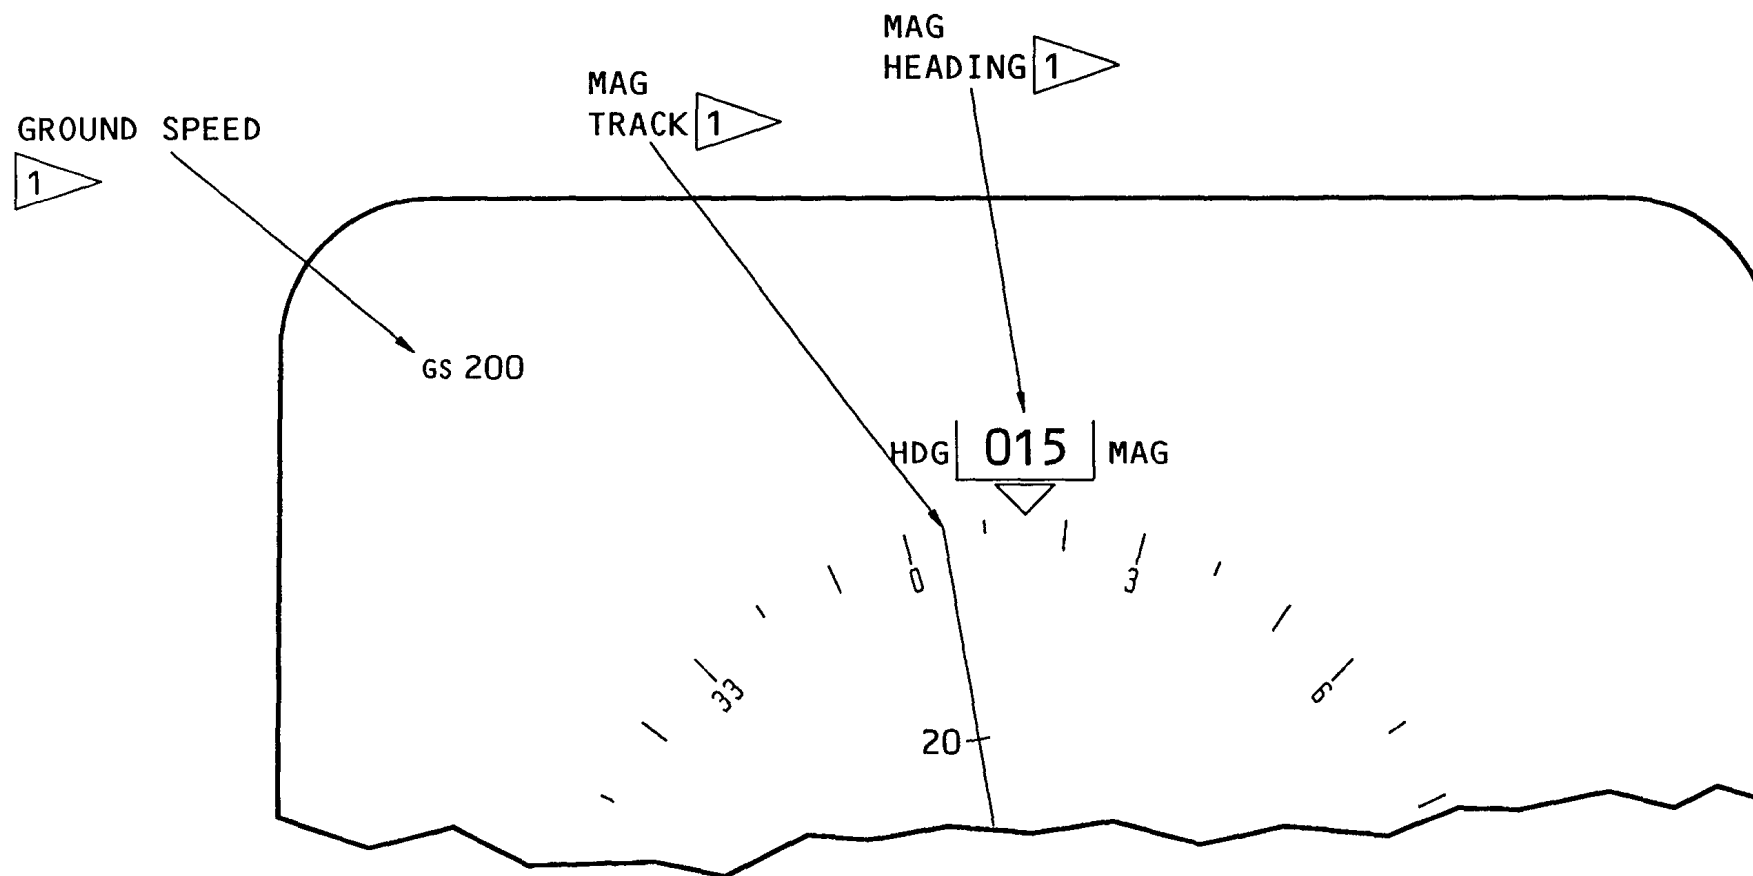 MAG
HEADING 1
MAG
TRACK 1
GROUND SPEED
1
GS 200
HDG 015 MAG
0
3
33
6
20